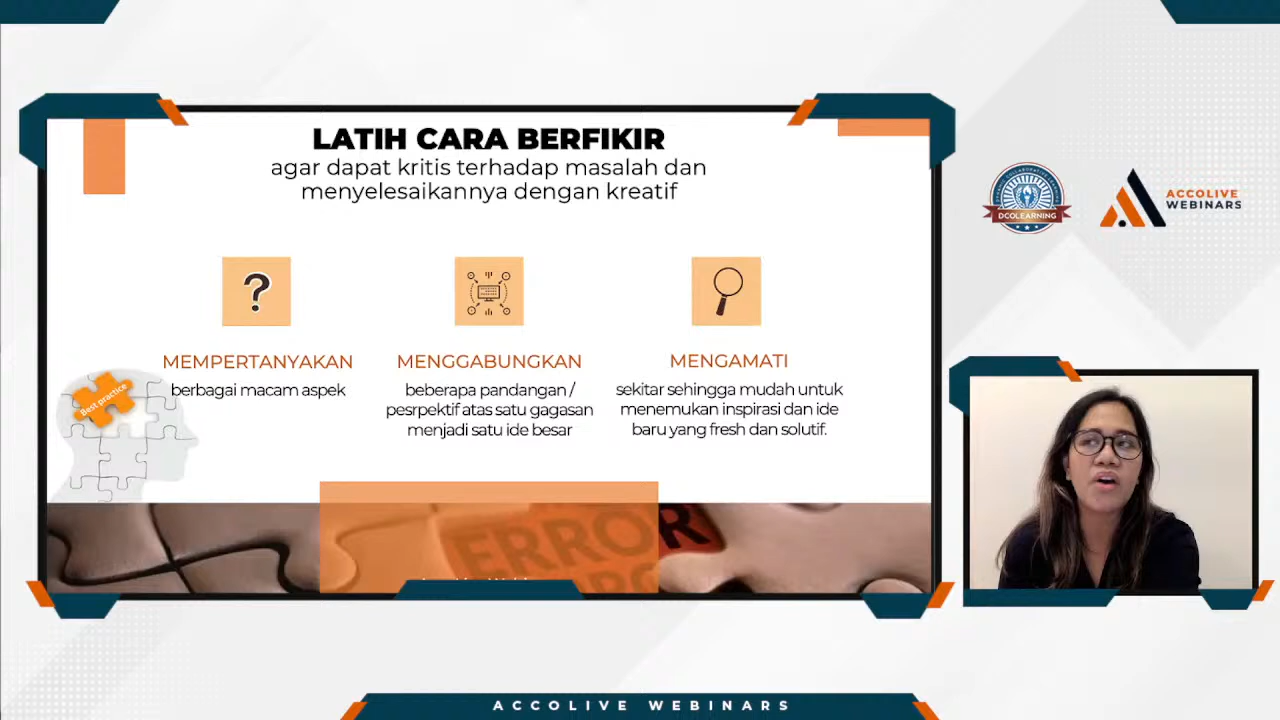 LATIH CARA BERFIKIR
agar dapat kritis terhadap masalah dan
menyelesaikannya dengan kreatif
?
MEMPERTANYAKAN
berbagai macam aspek
MENGGABUNGKAN
beberapa pandangan /
pesrpektif atas satu gagasan
menjadi satu ide besar
MENGAMATI
sekitar sehingga mudah untuk
menemukan inspirasi dan ide
baru yang fresh dan solutif.
Best practice
ERROR
DCOLEARNING
ACCOLIVE
WEBINARS
ACCOLIVE WEBINARS